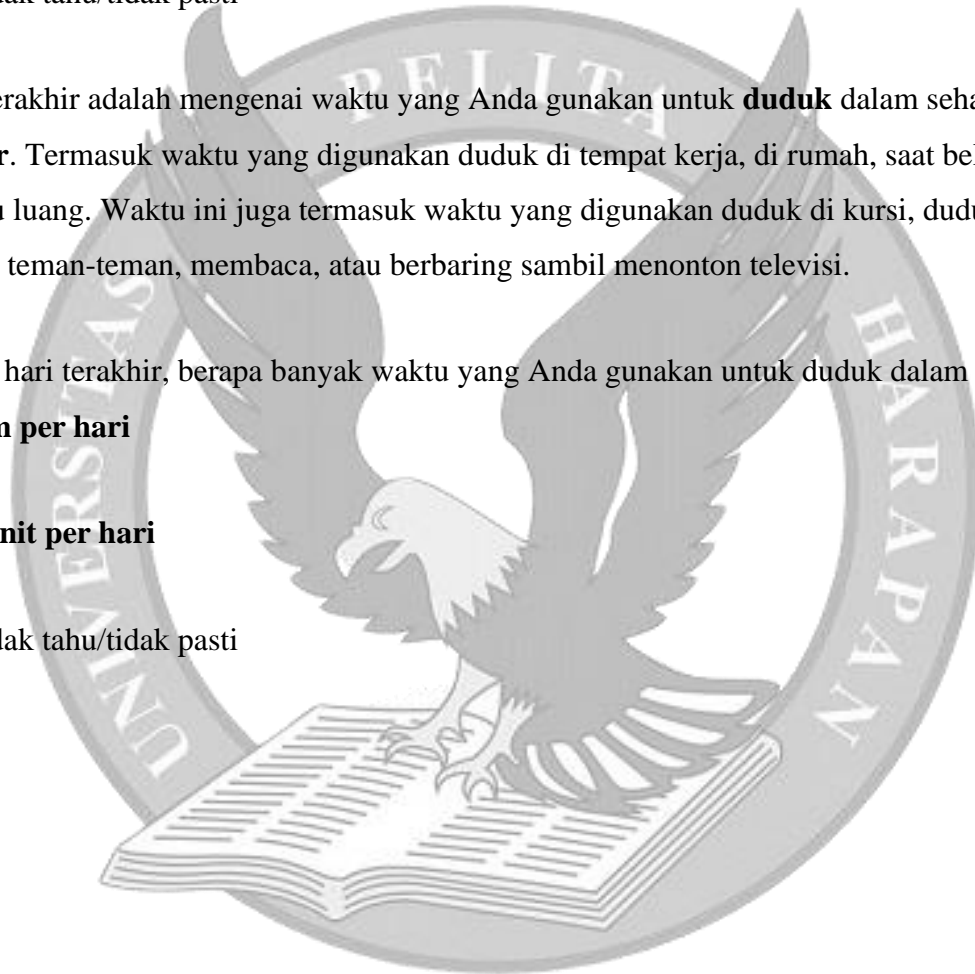 dak tahu/tidak pasti
erakhir adalah mengenai waktu yang Anda gunakan untuk duduk dalam seha
r. Termasuk waktu yang digunakan duduk di tempat kerja, di rumah, saat bel
u luang. Waktu ini juga termasuk waktu yang digunakan duduk di kursi, dudu
teman-teman, membaca, atau berbaring sambil menonton televisi.
hari terakhir, berapa banyak waktu yang Anda gunakan untuk duduk dalam
m per hari
nit per hari
dak tahu/tidak pasti
UNIVERSITAS PELITA HARAPAN